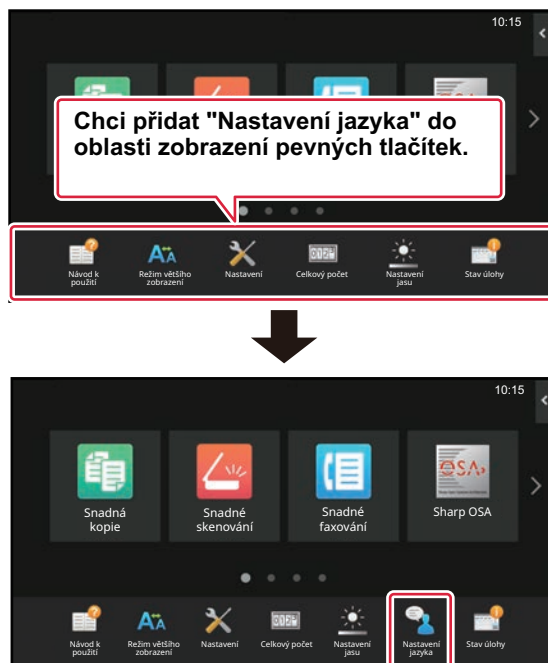 10:15
Chci přidat "Nastavení jazyka" do
oblasti zobrazení pevných tlačítek.
Návod k
použití
Režim většího
zobrazení
Nastavení
Celkový počet
Nastavení
jasu
Stav úlohy
10:15
Snadná
kopie
Snadné
skenování
Snadné
faxování
OSA
Sharp OSA
Návod k
použití
Režim většího
zobrazení
Nastavení
Celkový počet
Nastavení
jasu
Nastavení
jazyka
Stav úlohy